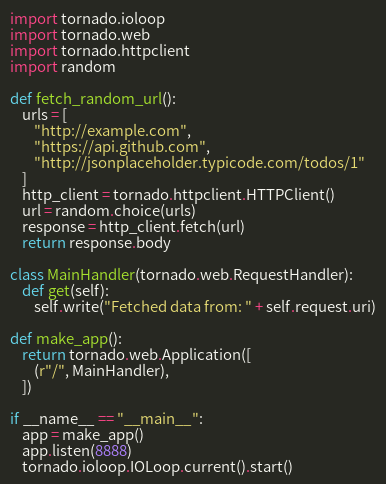 import tornado.ioloop
import tornado.web
import tornado.httpclient
import random

def fetch_random_url():
    urls = [
        "http://example.com",
        "https://api.github.com",
        "http://jsonplaceholder.typicode.com/todos/1"
    ]
    http_client = tornado.httpclient.HTTPClient()
    url = random.choice(urls)
    response = http_client.fetch(url)
    return response.body

class MainHandler(tornado.web.RequestHandler):
    def get(self):
        self.write("Fetched data from: " + self.request.uri)

def make_app():
    return tornado.web.Application([
        (r"/", MainHandler),
    ])

if __name__ == "__main__":
    app = make_app()
    app.listen(8888)
    tornado.ioloop.IOLoop.current().start()